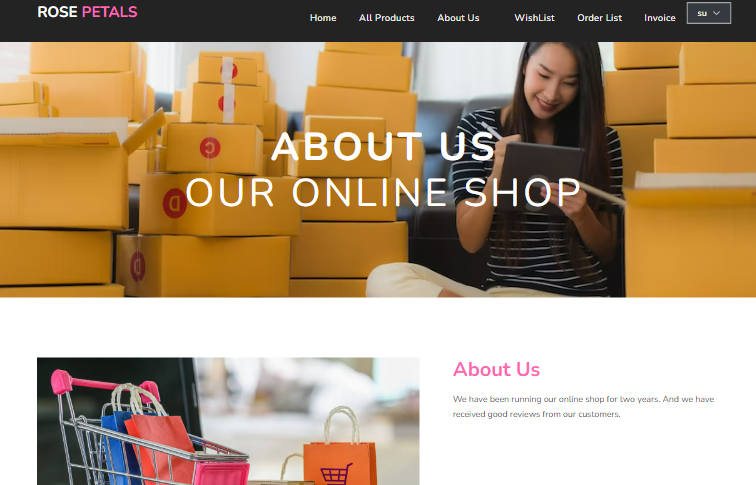 ROSE PETALS
Home All Products About Us WishList Order List Invoice su
ABOUT US
OUR ONLINE SHOP
C
D
About Us
We have been running our online shop for two years. And we have
received good reviews from our customers.